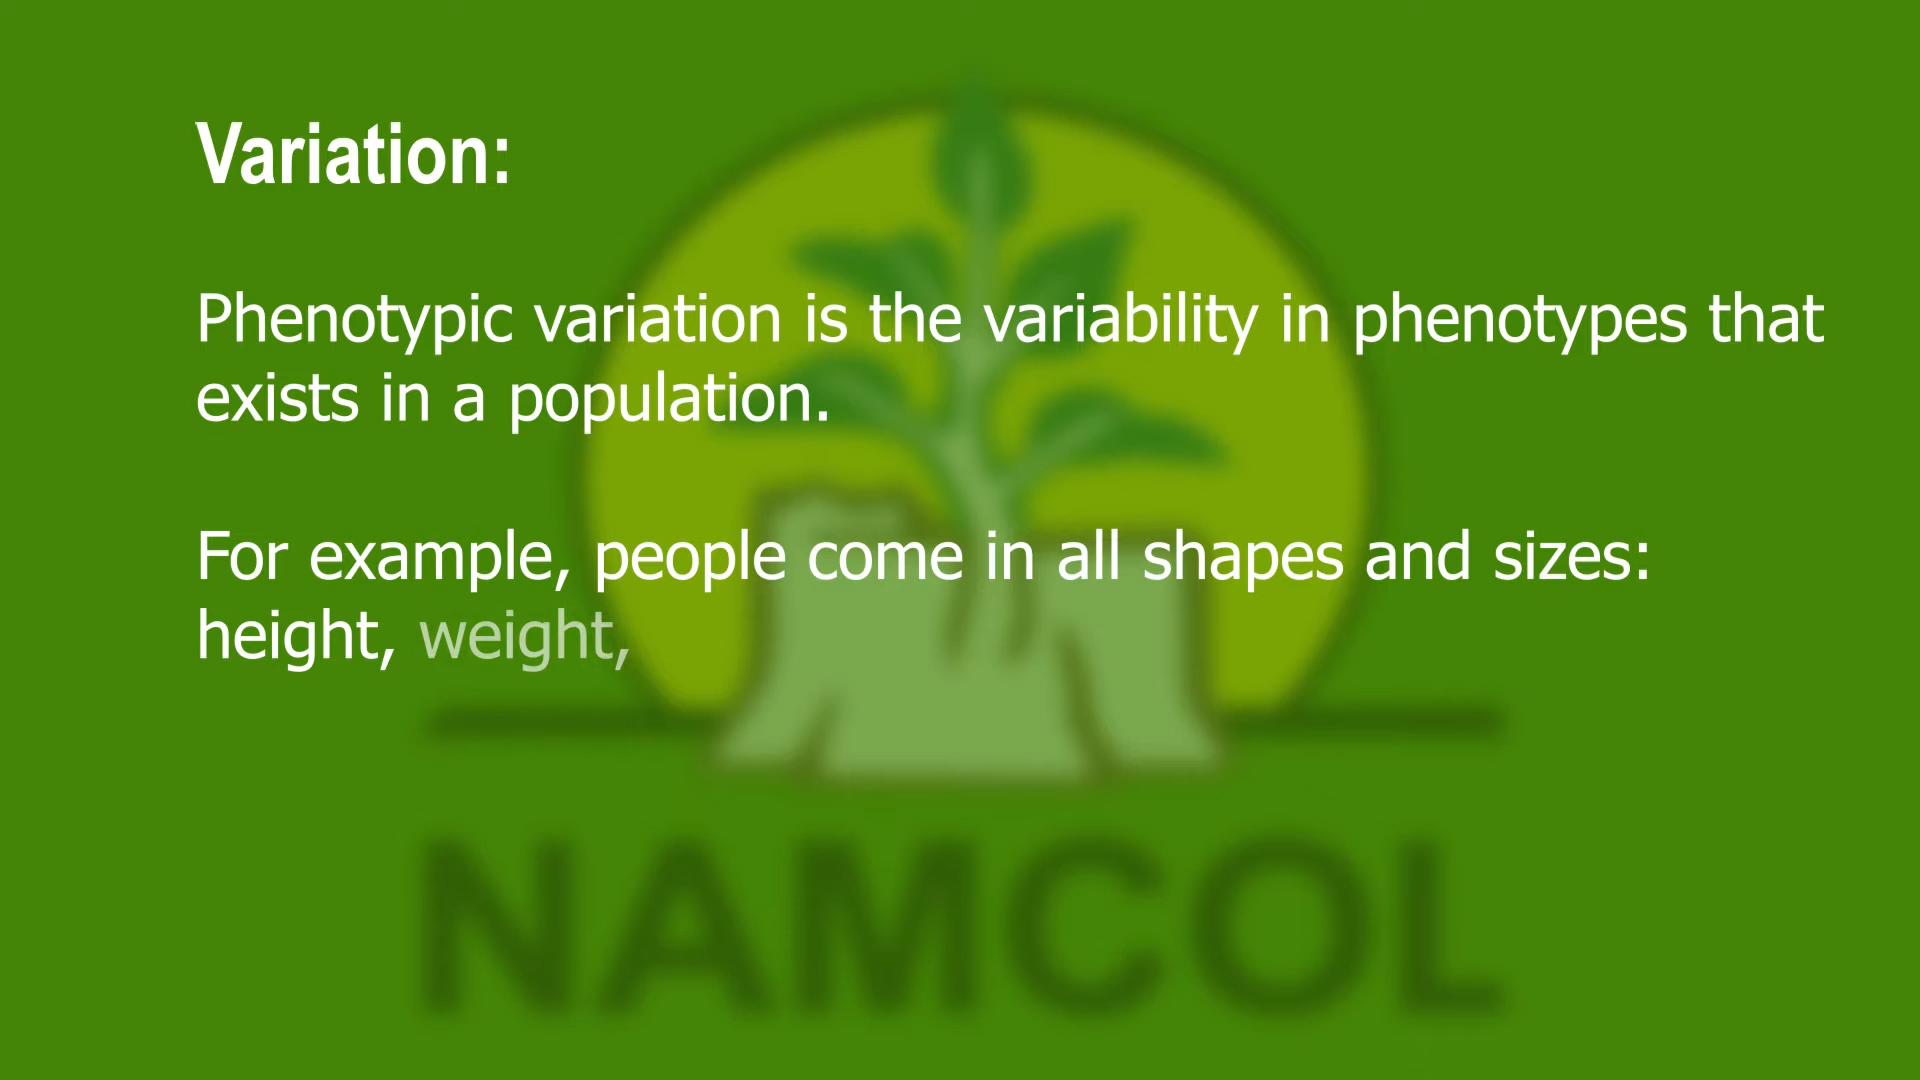 Variation:
Phenotypic variation is the variability in phenotypes that
exists in a population.
For example, people come in all shapes and sizes:
height, weight,
NAMCOL